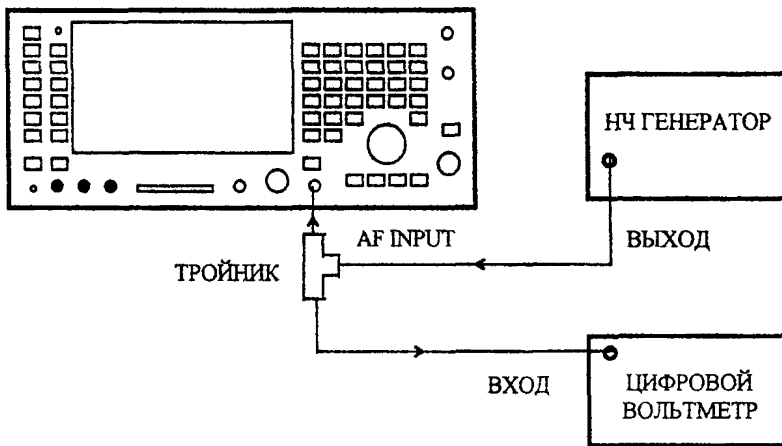 НЧ ГЕНЕРАТОР
AF INPUT
ВЫХОД
ТРОЙНИК
ВХОД
ЦИФРОВОЙ
ВОЛЬТМЕТР